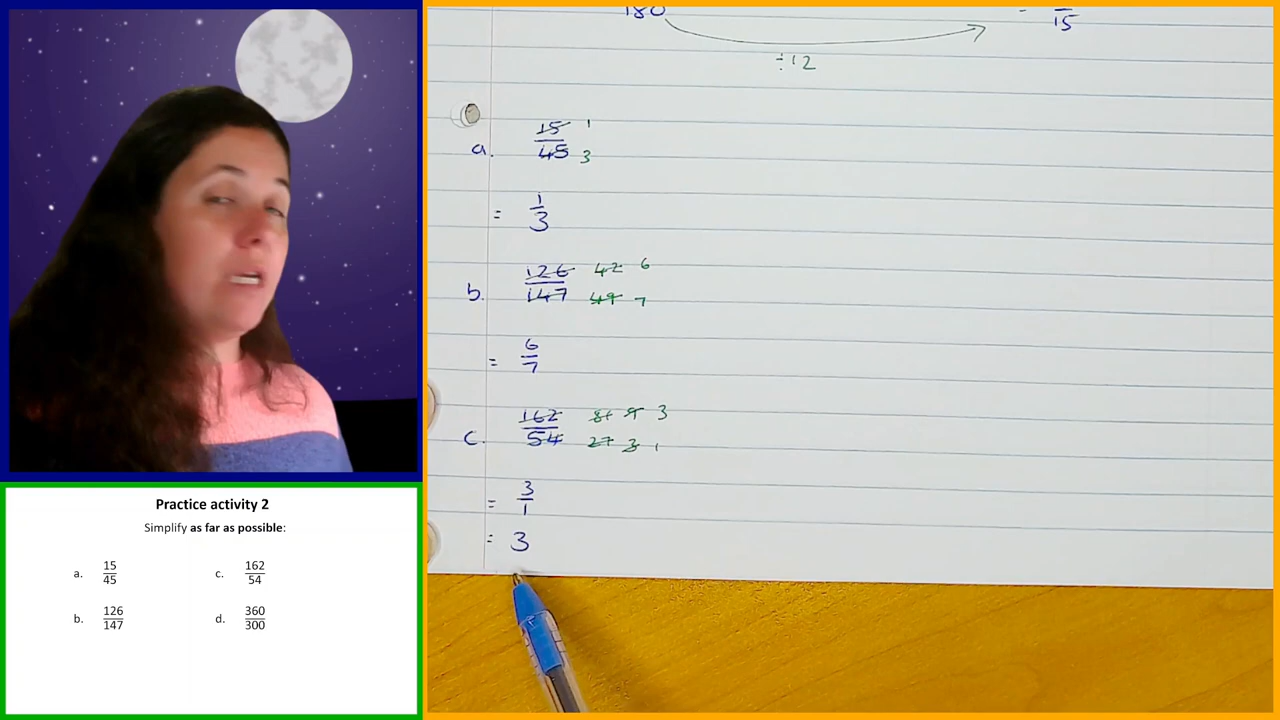 180
15
÷12
a. 15 1
45 3
= 1
3
b. 126 42 6
147 49 7
= 6
7
c. 162 81 9 3
54 27 3 1
= 3
1
= 3
Practice activity 2
Simplify as far as possible:
a. 15
45
c. 162
54
b. 126
147
d. 360
300